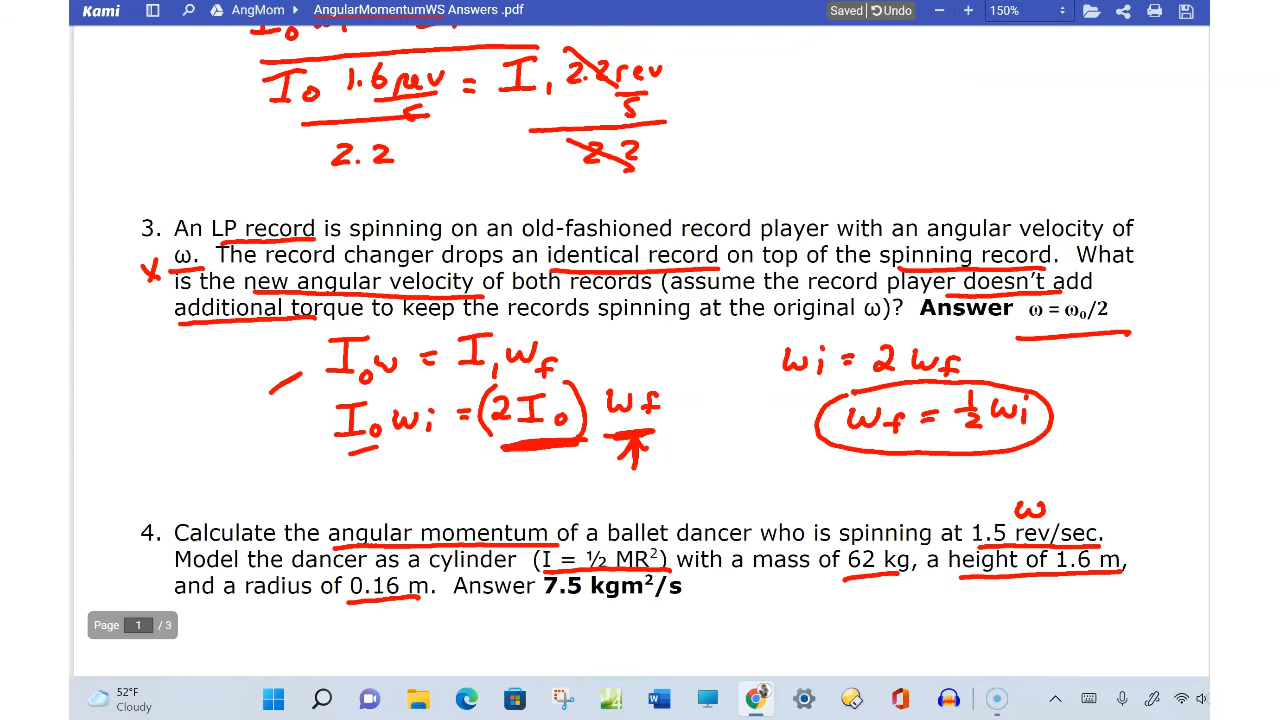 Kami AngMom AngularMomentumWS Answers .pdf Saved Undo 150%
I₀ 1.6 rev/s = I₁ 2.2 rev/s
2.2 2.2
3. An LP record is spinning on an old-fashioned record player with an angular velocity of
ω. The record changer drops an identical record on top of the spinning record. What
x
is the new angular velocity of both records (assume the record player doesn't add
additional torque to keep the records spinning at the original ω)? Answer ω = ω₀/2
I₀ω = I₁ωf
ωi = 2 ωf
I₀ ωi = (2I₀) ωf
ωf = ½ ωi
ω
4. Calculate the angular momentum of a ballet dancer who is spinning at 1.5 rev/sec.
Model the dancer as a cylinder (I = ½ MR²) with a mass of 62 kg, a height of 1.6 m,
and a radius of 0.16 m. Answer 7.5 kgm²/s
Page 1 / 3
52°F
Cloudy